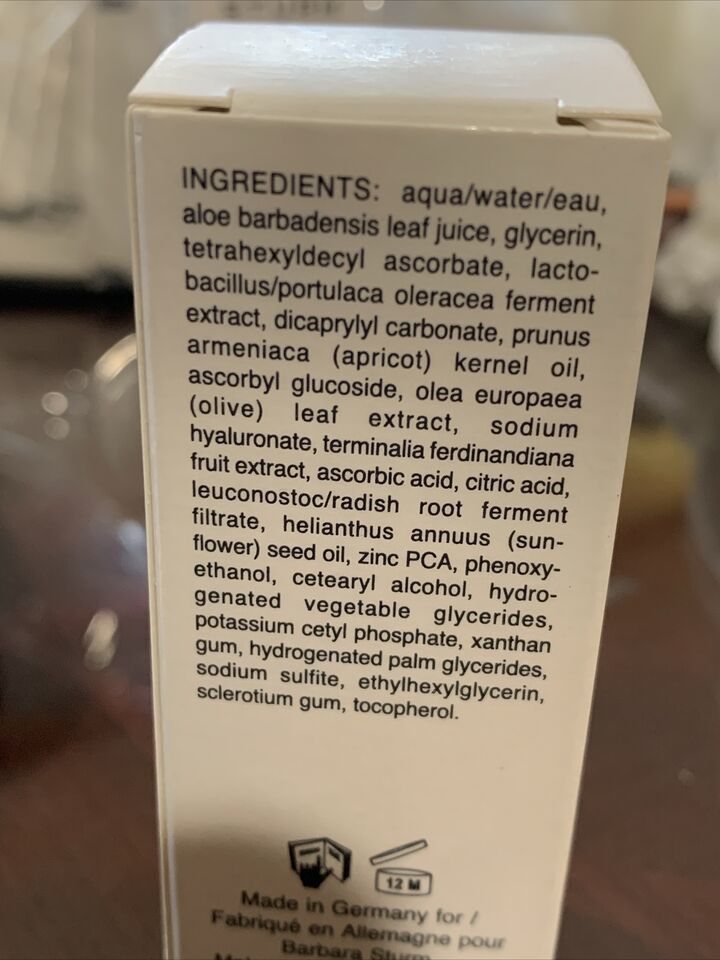 INGREDIENTS: aqua/water/eau,
aloe barbadensis leaf juice, glycerin,
tetrahexyldecyl ascorbate, lacto-
bacillus/portulaca oleracea ferment
extract, dicaprylyl carbonate, prunus
armeniaca (apricot) kernel oil,
ascorbyl glucoside, olea europaea
(olive) leaf extract, sodium
hyaluronate, terminalia ferdinandiana
fruit extract, ascorbic acid, citric acid,
leuconostoc/radish root ferment
filtrate, helianthus annuus (sun-
flower) seed oil, zinc PCA, phenoxy-
ethanol, cetearyl alcohol, hydro-
genated vegetable glycerides,
potassium cetyl phosphate, xanthan
gum, hydrogenated palm glycerides,
sodium sulfite, ethylhexylglycerin,
sclerotium gum, tocopherol.
12 M
Made in Germany for /
Fabriqué en Allemagne pour
Barbara Sturm